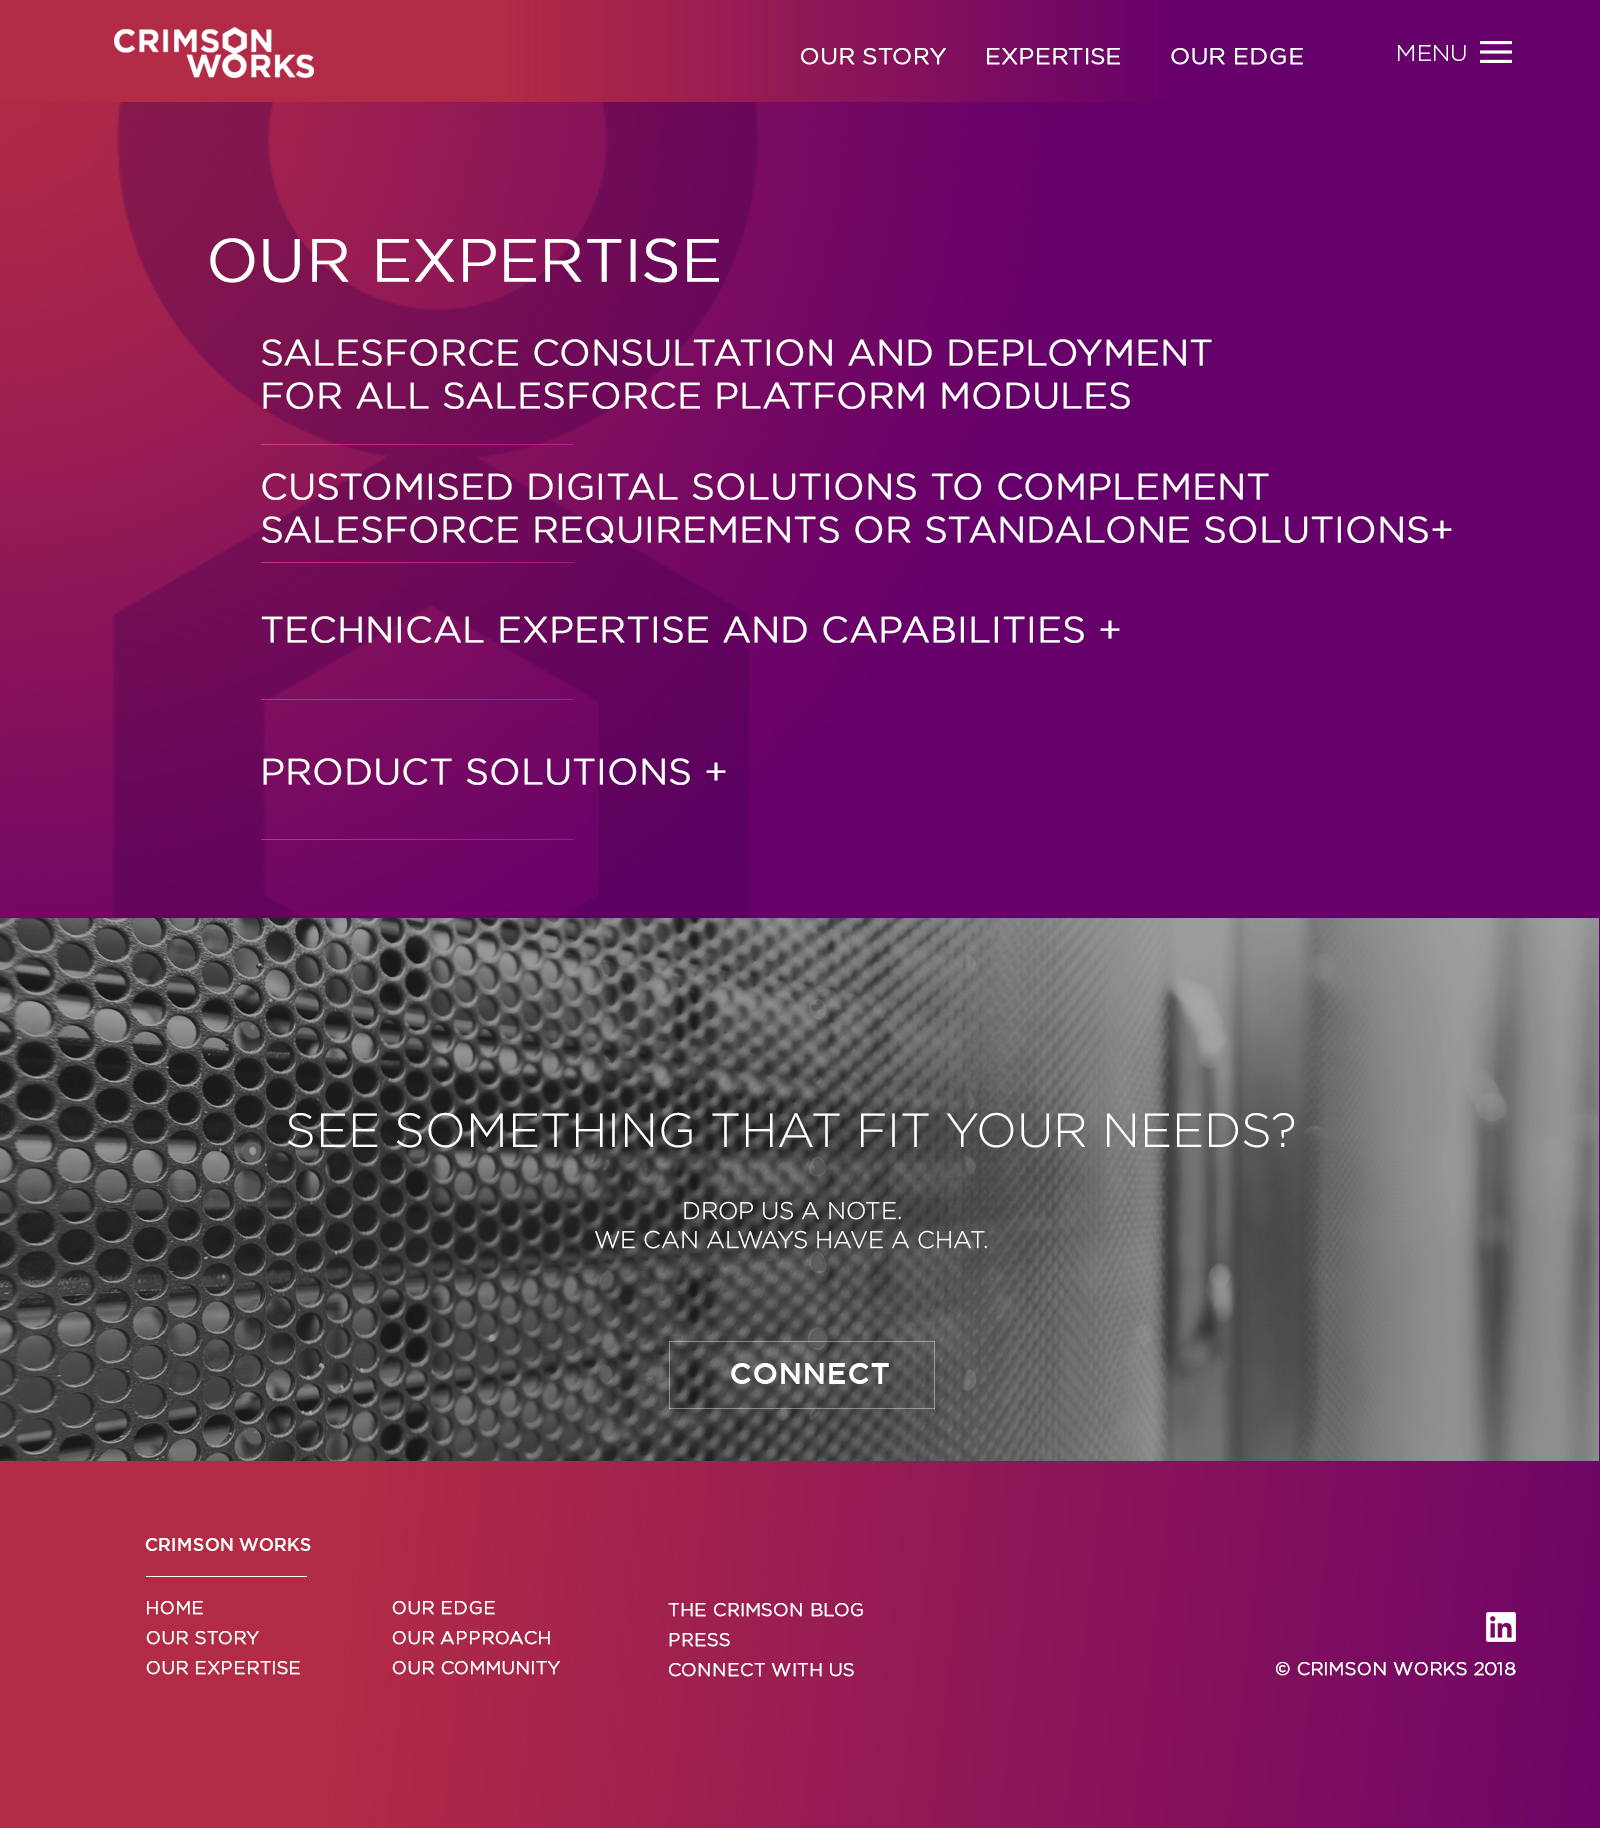 CRIMSON
WORKS
OUR STORY
EXPERTISE
OUR EDGE
MENU
OUR EXPERTISE
SALESFORCE CONSULTATION AND DEPLOYMENT
FOR ALL SALESFORCE PLATFORM MODULES
CUSTOMISED DIGITAL SOLUTIONS TO COMPLEMENT
SALESFORCE REQUIREMENTS OR STANDALONE SOLUTIONS+
TECHNICAL EXPERTISE AND CAPABILITIES +
PRODUCT SOLUTIONS +
SEE SOMETHING THAT FIT YOUR NEEDS?
DROP US A NOTE.
WE CAN ALWAYS HAVE A CHAT.
CONNECT
CRIMSON WORKS
HOME
OUR STORY
OUR EXPERTISE
OUR EDGE
OUR APPROACH
OUR COMMUNITY
THE CRIMSON BLOG
PRESS
CONNECT WITH US
in
© CRIMSON WORKS 2018